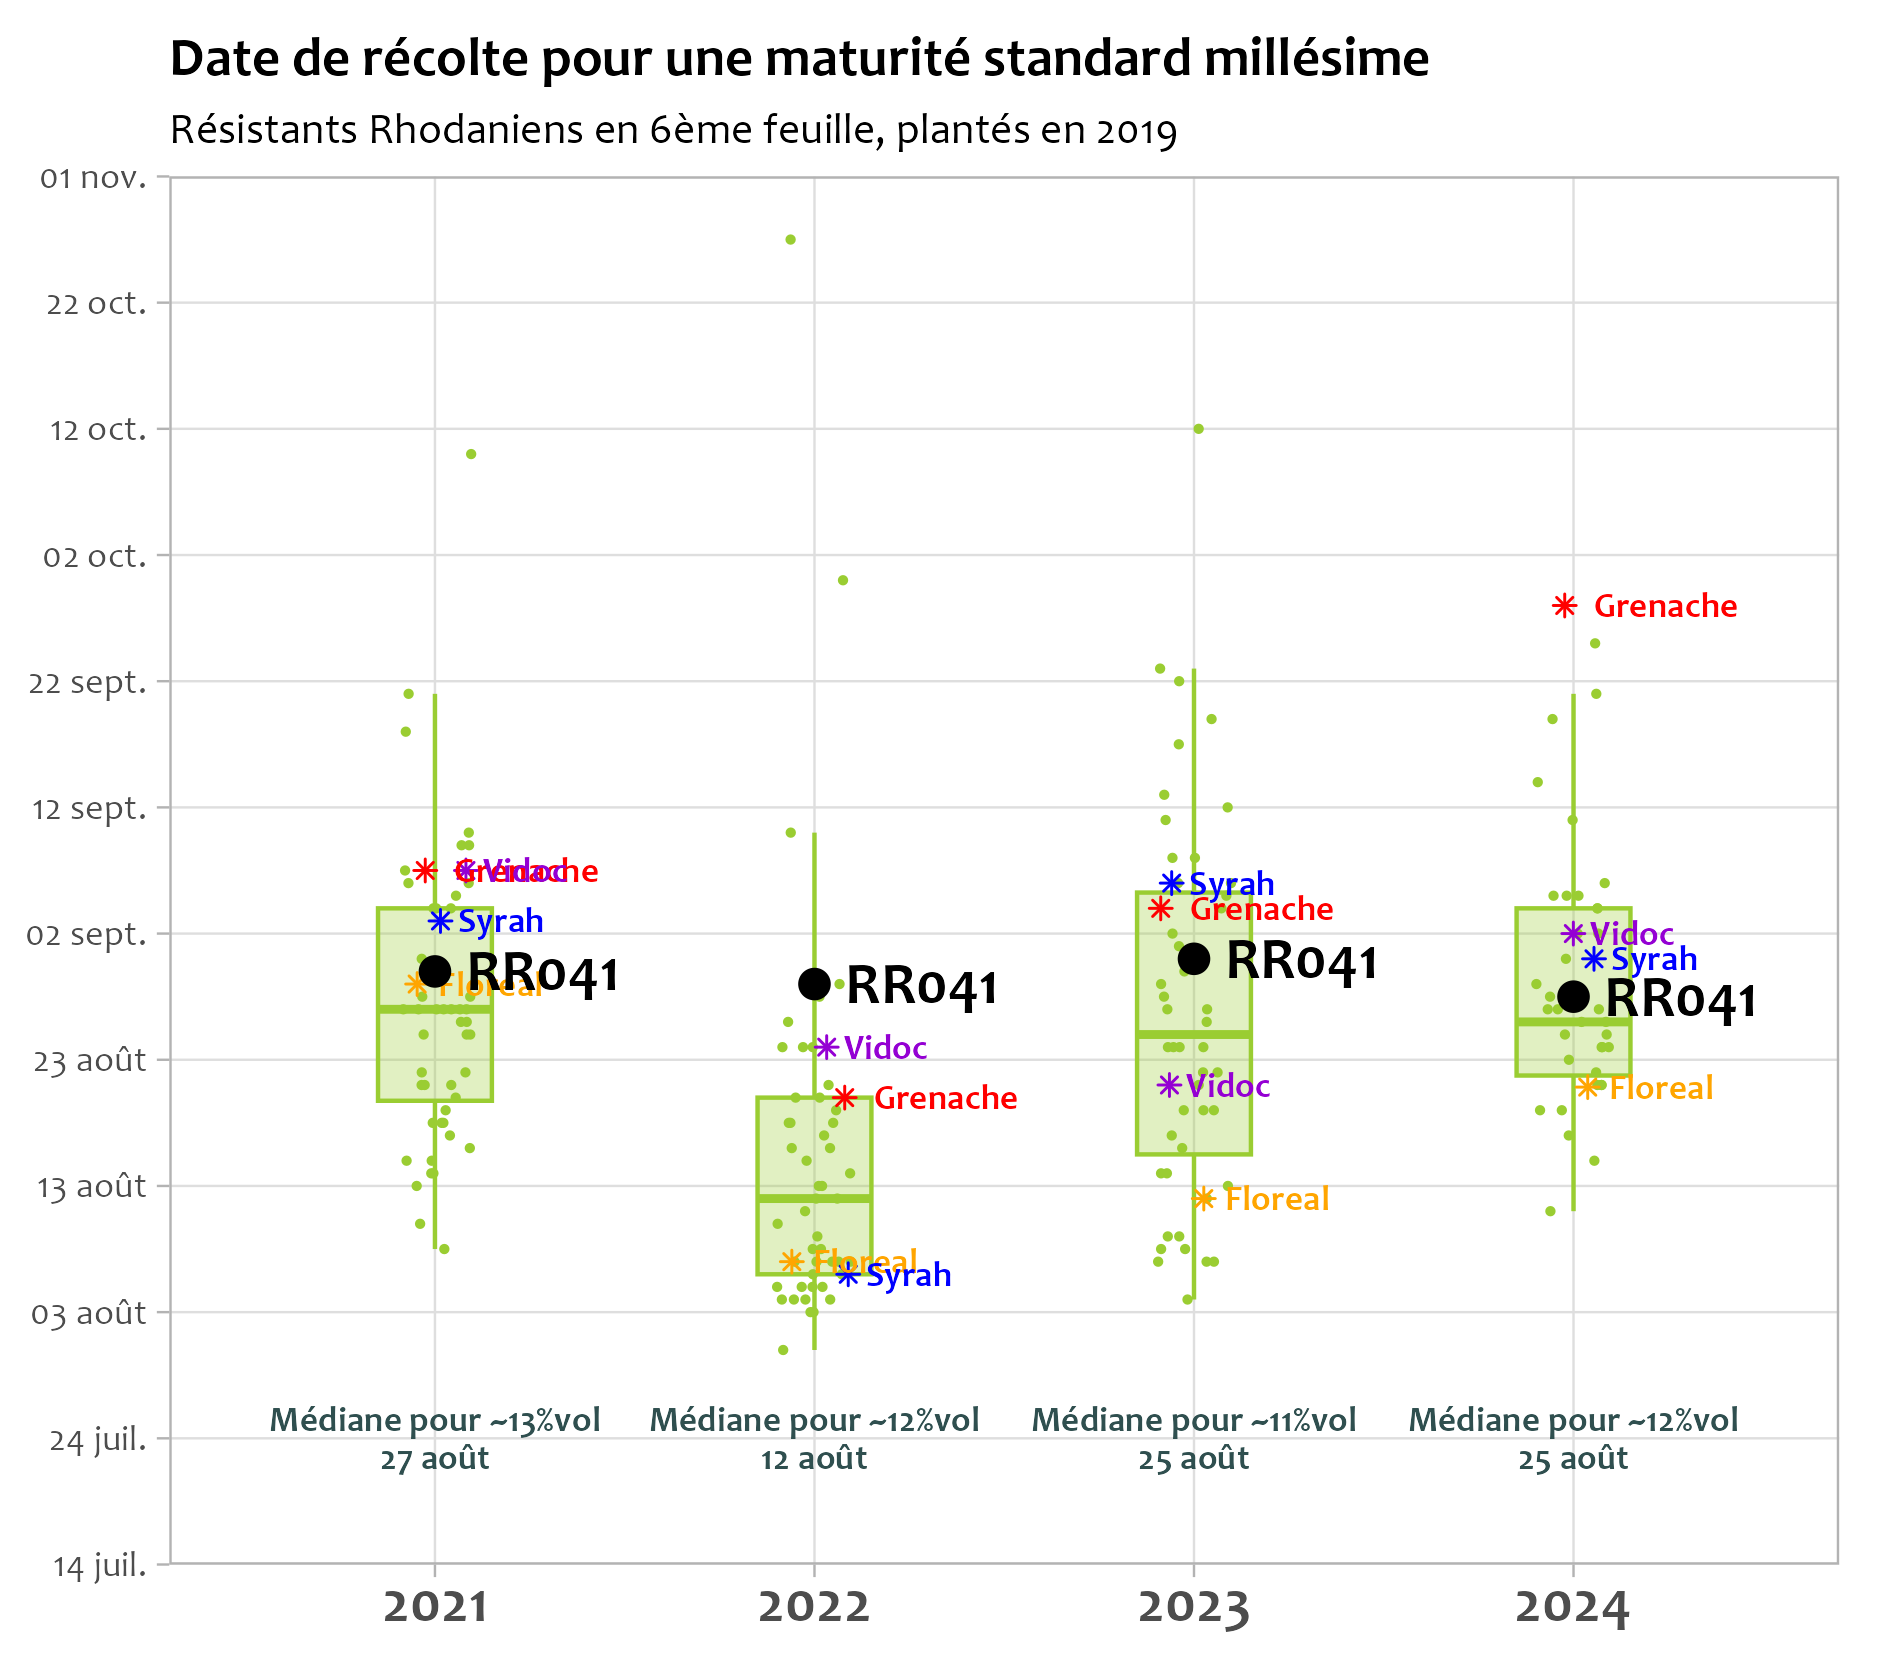 Date de récolte pour une maturité standard millésime
Résistants Rhodaniens en 6ème feuille, plantés en 2019
01 nov.
22 oct.
12 oct.
02 oct.
22 sept.
12 sept.
02 sept.
23 août
13 août
03 août
24 juil.
14 juil.
Grenache
Vidoc
Syrah
RR041
Floreal
Médiane pour ~13%vol
27 août
RR041
Vidoc
Grenache
Floreal
Syrah
Médiane pour ~12%vol
12 août
Syrah
Grenache
RR041
Vidoc
Floreal
Médiane pour ~11%vol
25 août
Grenache
Vidoc
Syrah
RR041
Floreal
Médiane pour ~12%vol
25 août
2021
2022
2023
2024